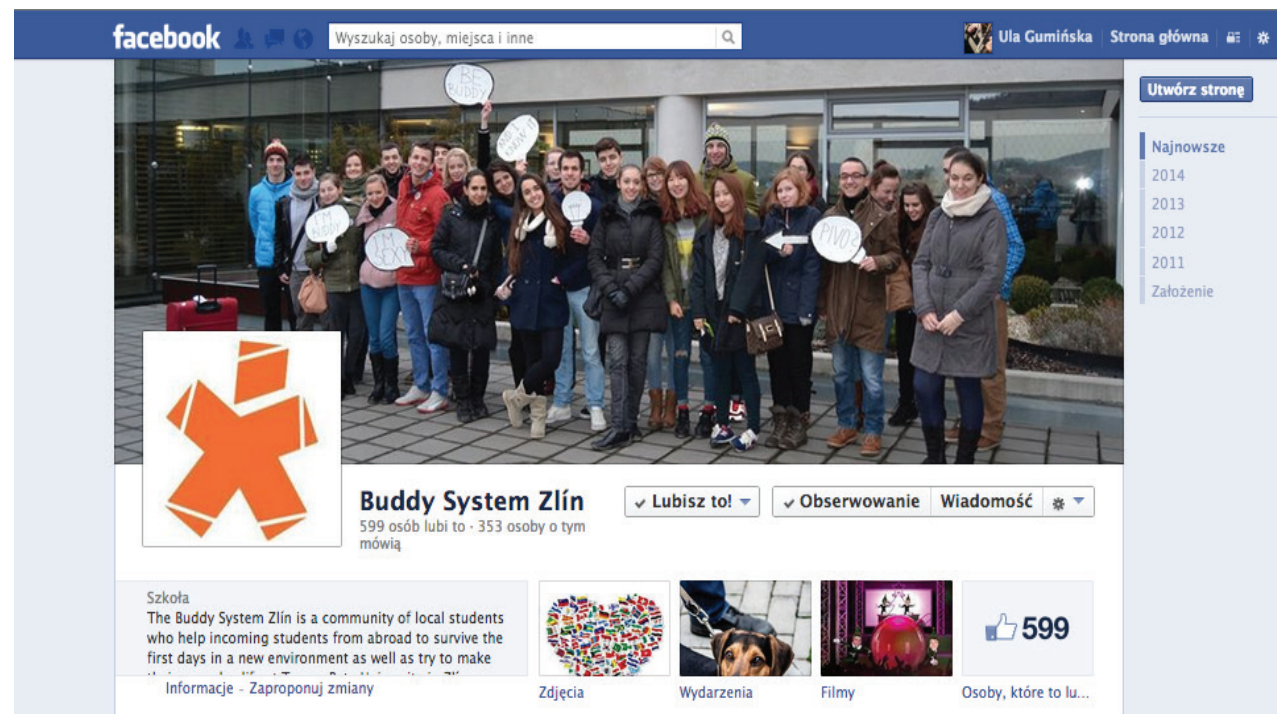 facebook
Wyszukaj osoby, miejsca i inne
Ula Gumińska
Strona główna
BE
BUDDY
AND I
KNOW IT
I'M
BUDDY
I'M
SEXY
PIVO
Utwórz stronę
Najnowsze
2014
2013
2012
2011
Założenie
Buddy System Zlín
599 osób lubi to · 353 osoby o tym
mówią
Lubisz to!
Obserwowanie
Wiadomość
Szkoła
The Buddy System Zlín is a community of local students
who help incoming students from abroad to survive the
first days in a new environment as well as try to make
Informacje – Zaproponuj zmiany
599
Zdjęcia
Wydarzenia
Filmy
Osoby, które to lu...